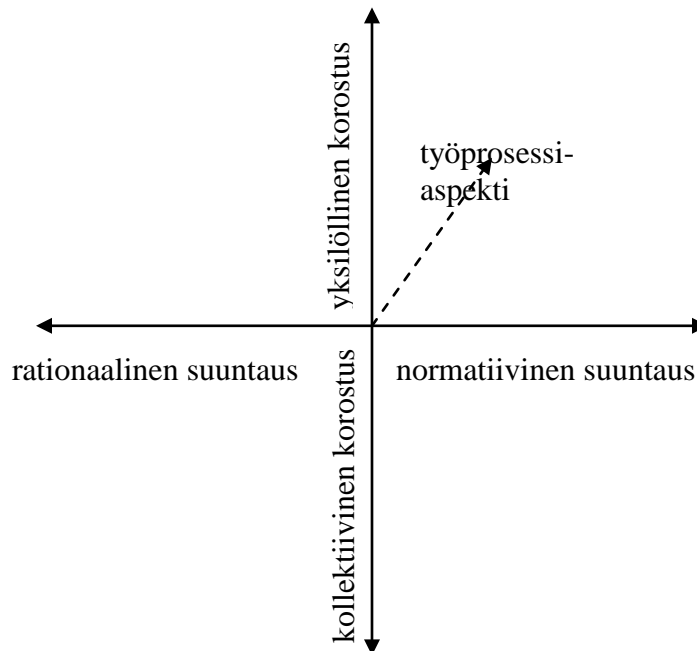 yksilöllinen korostus
työprosessi-
aspekti
rationaalinen suuntaus
normatiivinen suuntaus
kollektiivinen korostus